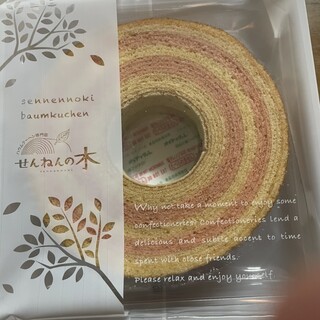 sennennoki
baumkuchen
せんねんの木
Why not take a moment to enjoy some
confectioneries? Confectioneries lend a
delicious and subtle accent to time
spent with close friends.
Please relax and enjoy yourself